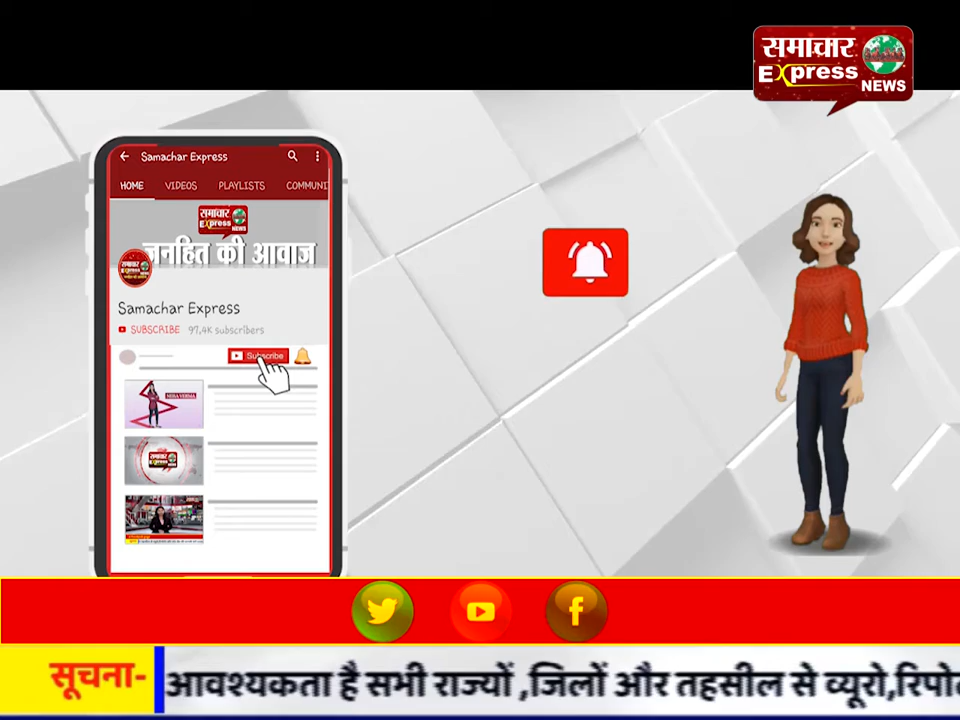 समाचार
Express
NEWS
Samachar Express
HOME VIDEOS PLAYLISTS COMMUNI
समाचार
Express
NEWS
जनहित की आवाज
Samachar Express
SUBSCRIBE 97.4K subscribers
Subscribe
सूचना- आवश्यकता है सभी राज्यों ,जिलों और तहसील से ब्यूरो,रिपो